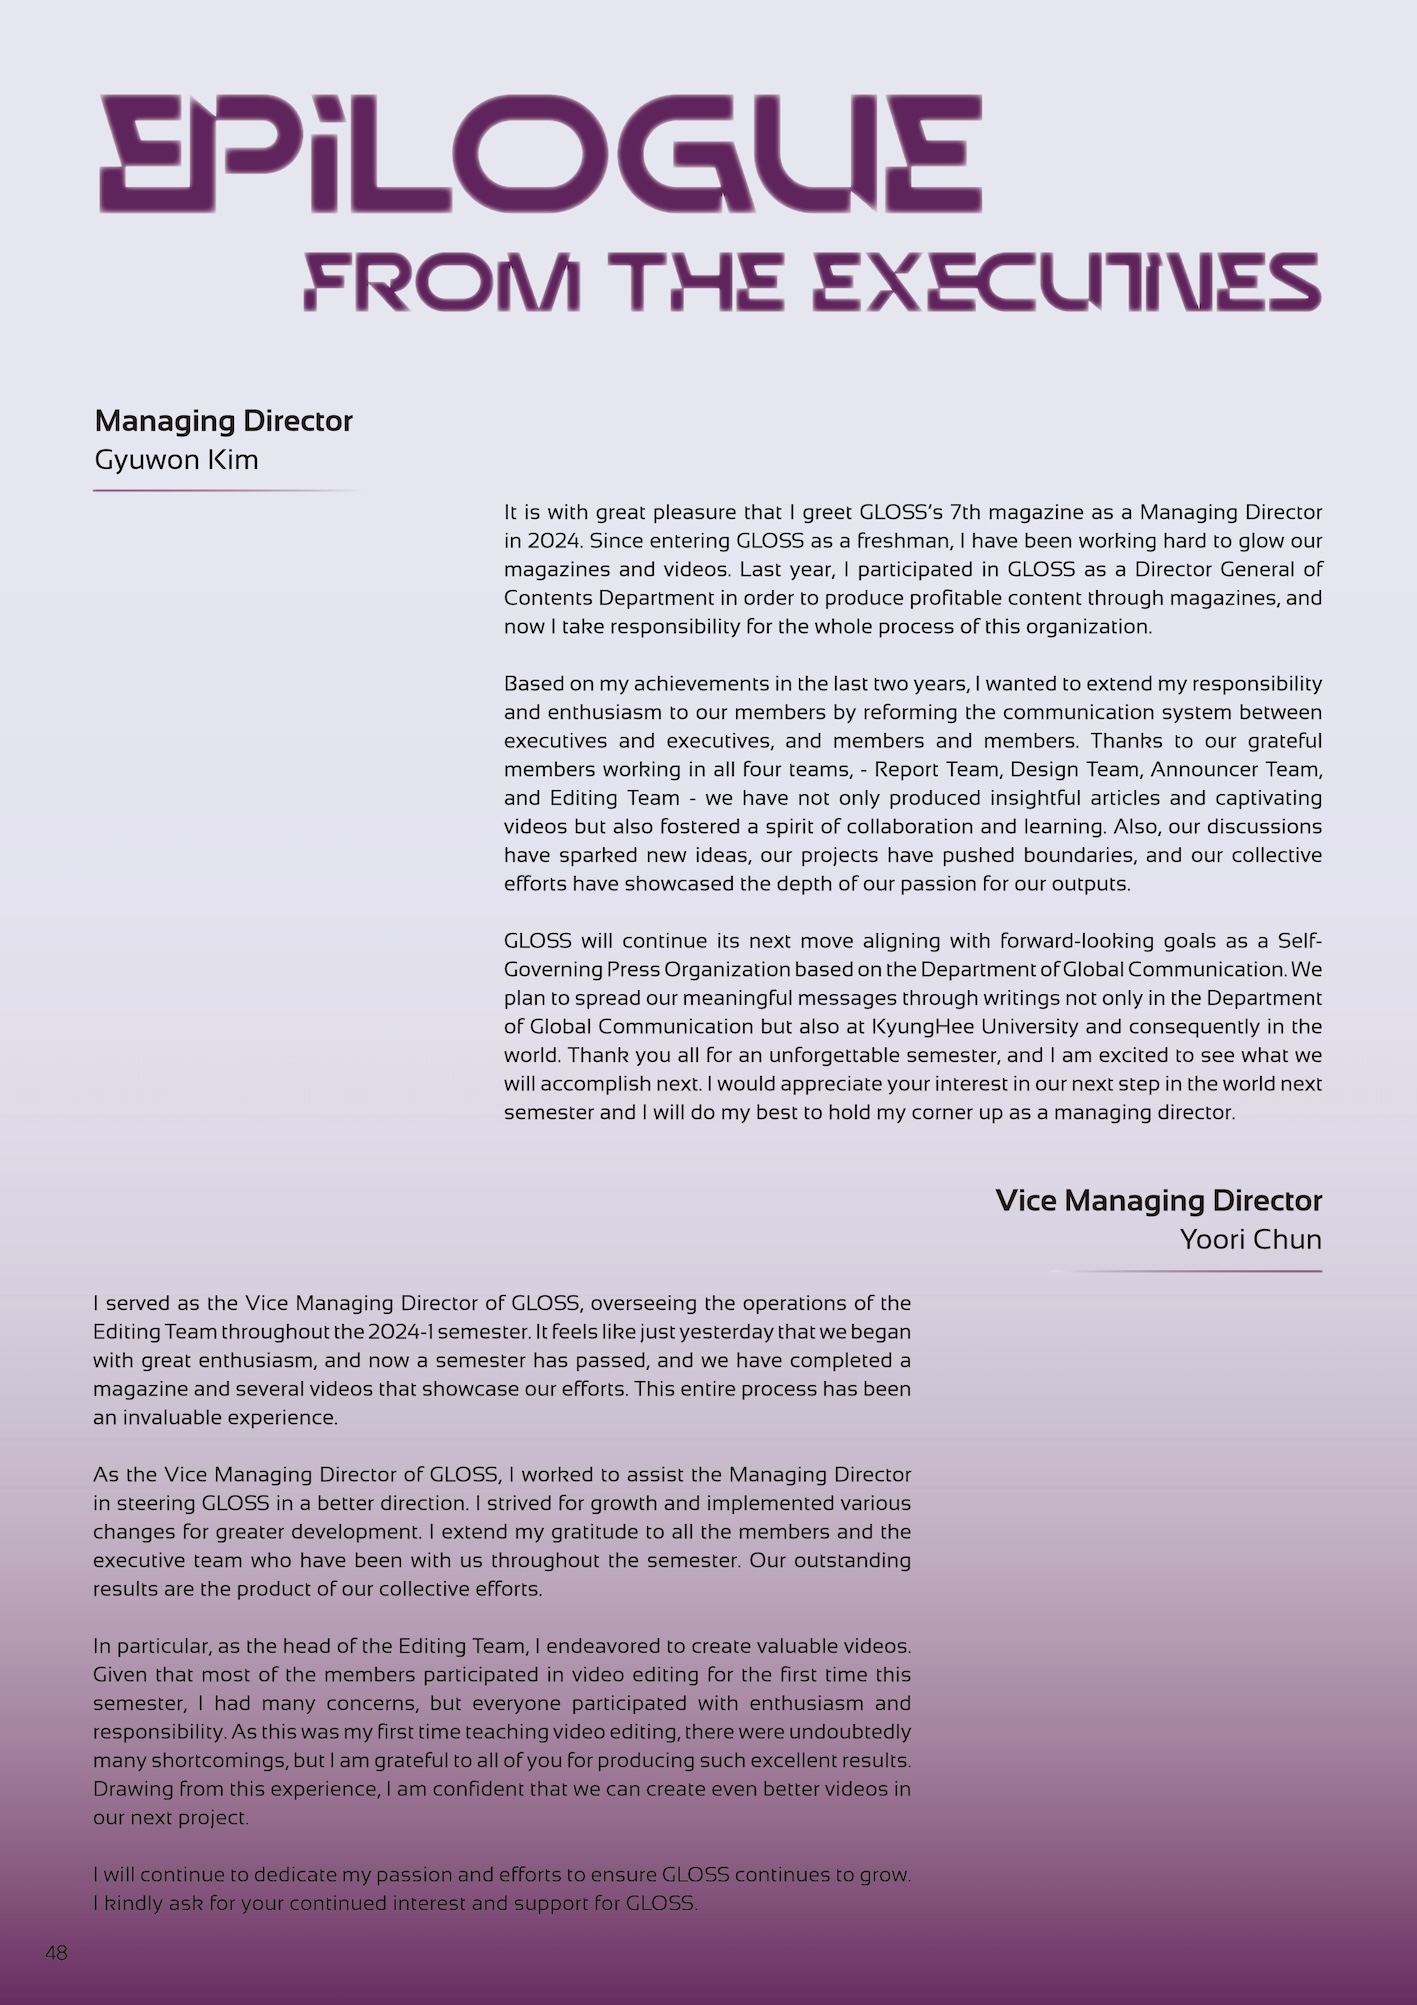 EPiLOGUE
FROM THE EXECUTIVES
Managing Director
Gyuwon Kim
It is with great pleasure that I greet GLOSS’s 7th magazine as a Managing Director
in 2024. Since entering GLOSS as a freshman, I have been working hard to glow our
magazines and videos. Last year, I participated in GLOSS as a Director General of
Contents Department in order to produce profitable content through magazines, and
now I take responsibility for the whole process of this organization.
Based on my achievements in the last two years, I wanted to extend my responsibility
and enthusiasm to our members by reforming the communication system between
executives and executives, and members and members. Thanks to our grateful
members working in all four teams, - Report Team, Design Team, Announcer Team,
and Editing Team - we have not only produced insightful articles and captivating
videos but also fostered a spirit of collaboration and learning. Also, our discussions
have sparked new ideas, our projects have pushed boundaries, and our collective
efforts have showcased the depth of our passion for our outputs.
GLOSS will continue its next move aligning with forward-looking goals as a Self-
Governing Press Organization based on the Department of Global Communication. We
plan to spread our meaningful messages through writings not only in the Department
of Global Communication but also at KyungHee University and consequently in the
world. Thank you all for an unforgettable semester, and I am excited to see what we
will accomplish next. I would appreciate your interest in our next step in the world next
semester and I will do my best to hold my corner up as a managing director.
Vice Managing Director
Yoori Chun
I served as the Vice Managing Director of GLOSS, overseeing the operations of the
Editing Team throughout the 2024-1 semester. It feels like just yesterday that we began
with great enthusiasm, and now a semester has passed, and we have completed a
magazine and several videos that showcase our efforts. This entire process has been
an invaluable experience.
As the Vice Managing Director of GLOSS, I worked to assist the Managing Director
in steering GLOSS in a better direction. I strived for growth and implemented various
changes for greater development. I extend my gratitude to all the members and the
executive team who have been with us throughout the semester. Our outstanding
results are the product of our collective efforts.
In particular, as the head of the Editing Team, I endeavored to create valuable videos.
Given that most of the members participated in video editing for the first time this
semester, I had many concerns, but everyone participated with enthusiasm and
responsibility. As this was my first time teaching video editing, there were undoubtedly
many shortcomings, but I am grateful to all of you for producing such excellent results.
Drawing from this experience, I am confident that we can create even better videos in
our next project.
I will continue to dedicate my passion and efforts to ensure GLOSS continues to grow.
I kindly ask for your continued interest and support for GLOSS.
48